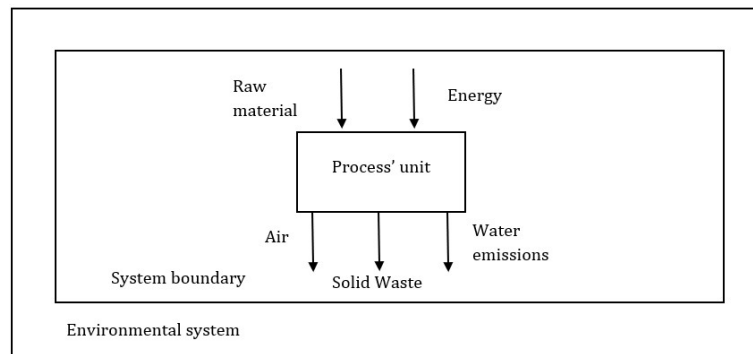 Raw
material
Energy
Process’ unit
Air
Water
emissions
Solid Waste
System boundary
Environmental system